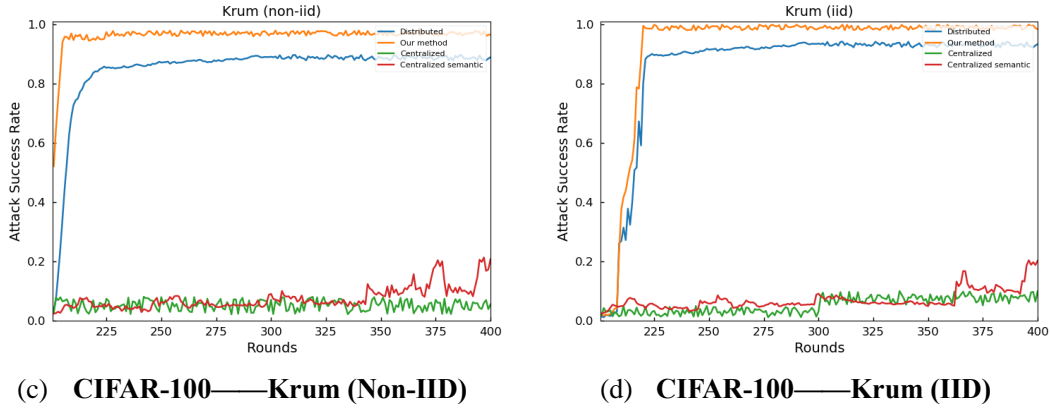 Krum (non-iid)
1.0
0.8
0.6
0.4
0.2
0.0
Attack Success Rate
Distributed
Our method
Centralized
Centralized semantic
225 250 275 300 325 350 375 400
Rounds
(c) CIFAR-100——Krum (Non-IID)
Krum (iid)
1.0
0.8
0.6
0.4
0.2
0.0
Attack Success Rate
Distributed
Our method
Centralized
Centralized semantic
225 250 275 300 325 350 375 400
Rounds
(d) CIFAR-100——Krum (IID)